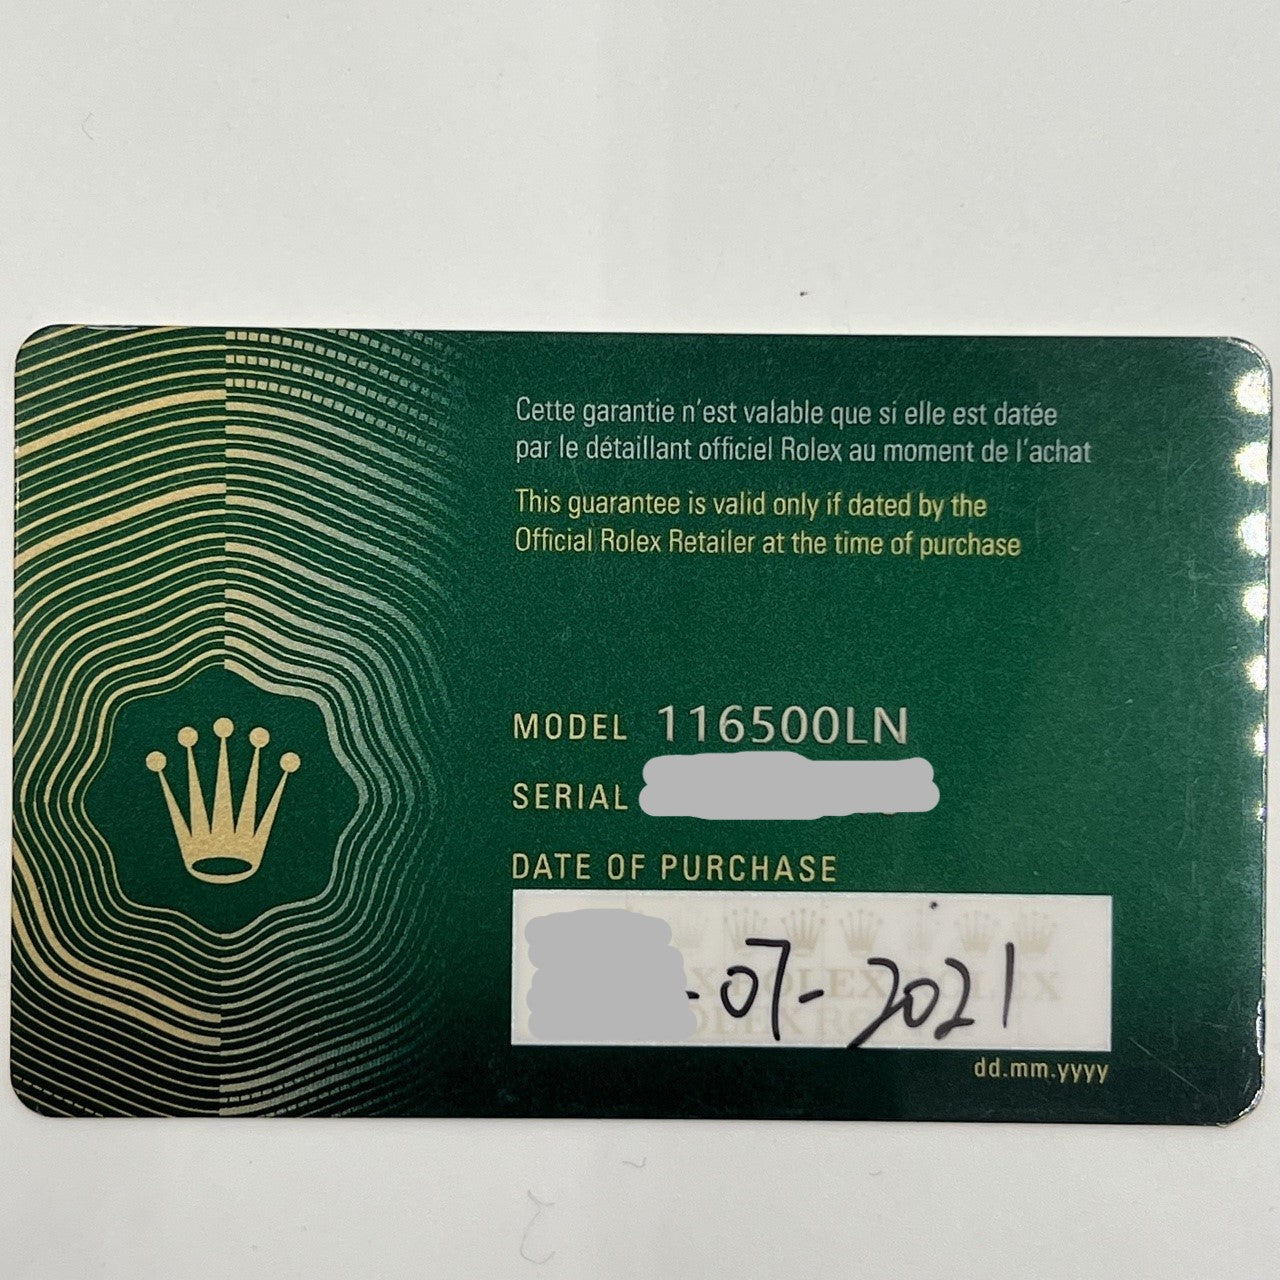 Cette garantie n'est valable que si elle est datée
par le détaillant officiel Rolex au moment de l'achat
This guarantee is valid only if dated by the
Official Rolex Retailer at the time of purchase
MODEL 116500LN
SERIAL
DATE OF PURCHASE
-07-2021
dd.mm.yyyy